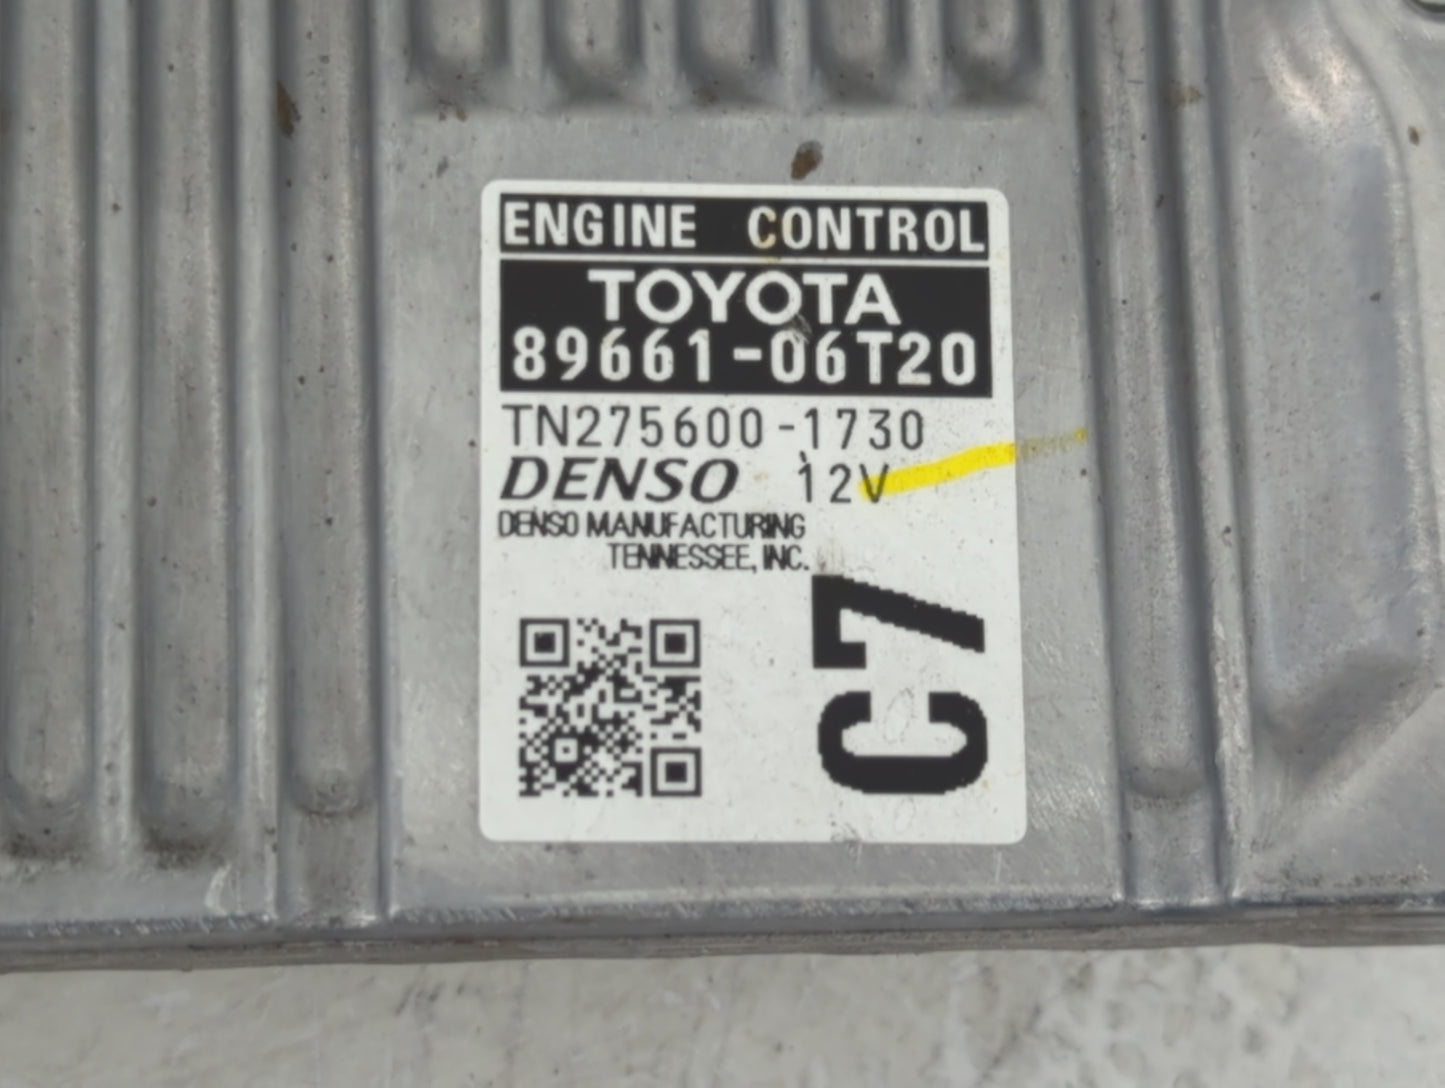 ENGINE CONTROL
TOYOTA
89661-06T20
TN275600-1730
DENSO 12V
DENSO MANUFACTURING
TENNESSEE, INC.
C7